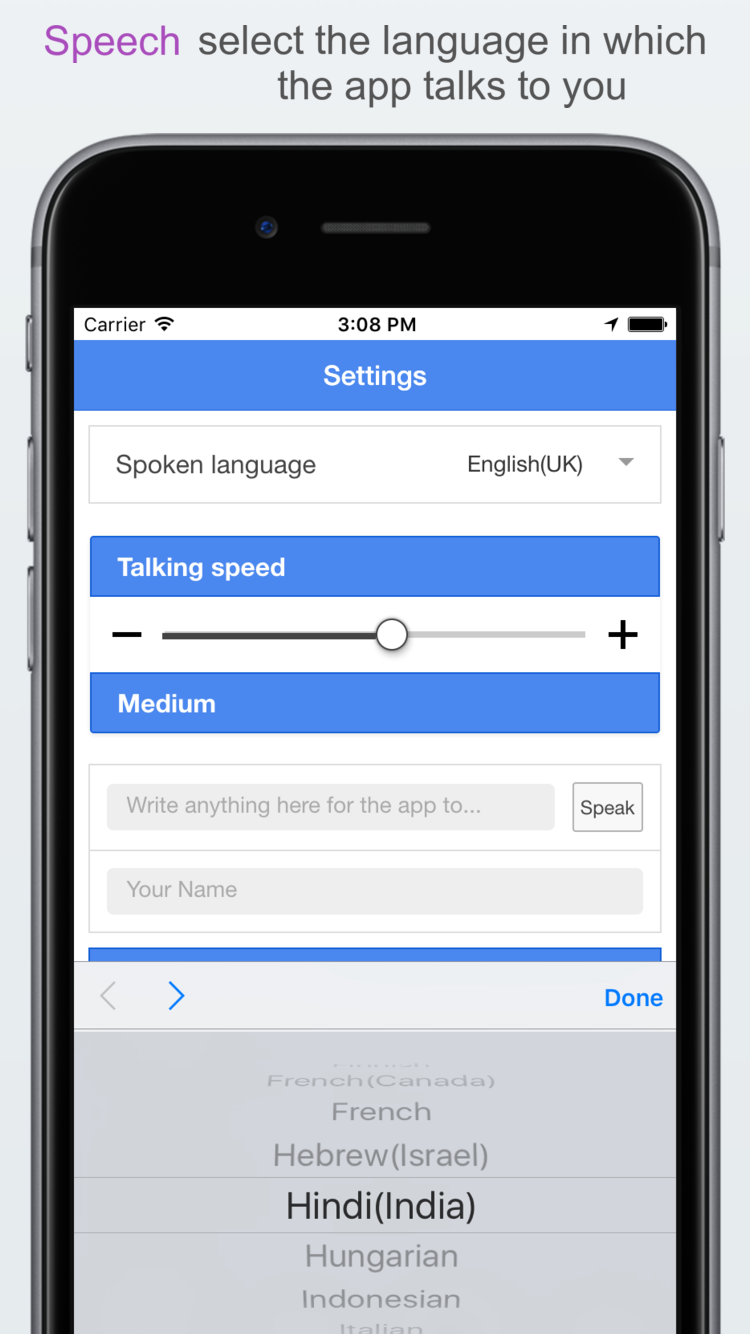 Speech select the language in which
the app talks to you
Carrier 3:08 PM
Settings
Spoken language English(UK)
Talking speed
Medium
Write anything here for the app to... Speak
Your Name
Done
French(Canada)
French
Hebrew(Israel)
Hindi(India)
Hungarian
Indonesian
Italian